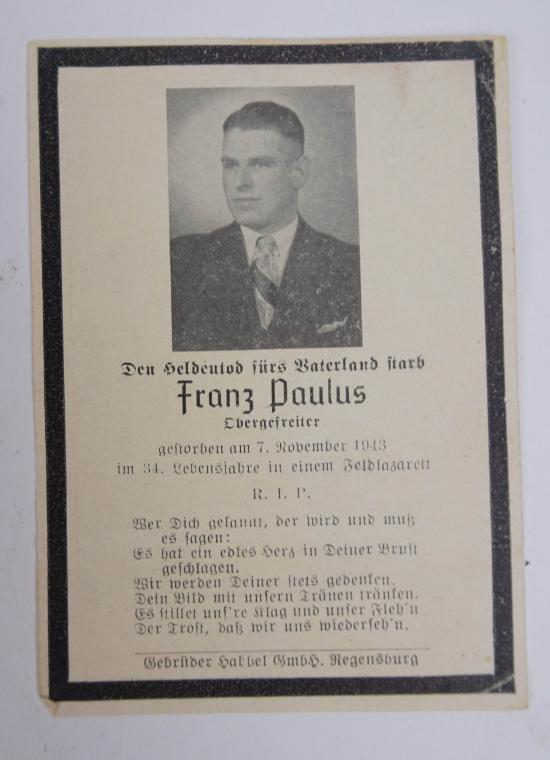 Den Heldentod fürs Vaterland starb
Franz Paulus
Obergefreiter
gestorben am 7. November 1943
im 34. Lebensjahre in einem Feldlazarett
R. I. P.
Wer Dich gekannt, der wird und muß
es sagen:
Es hat ein edles Herz in Deiner Brust
geschlagen.
Wir werden Deiner stets gedenken.
Dein Bild mit unsern Tränen tränken.
Es stillet uns're Klag und unser Fleh'n
Der Trost, daß wir uns wiederseh'n.
Gebrüder Habbel GmbH. Regensburg